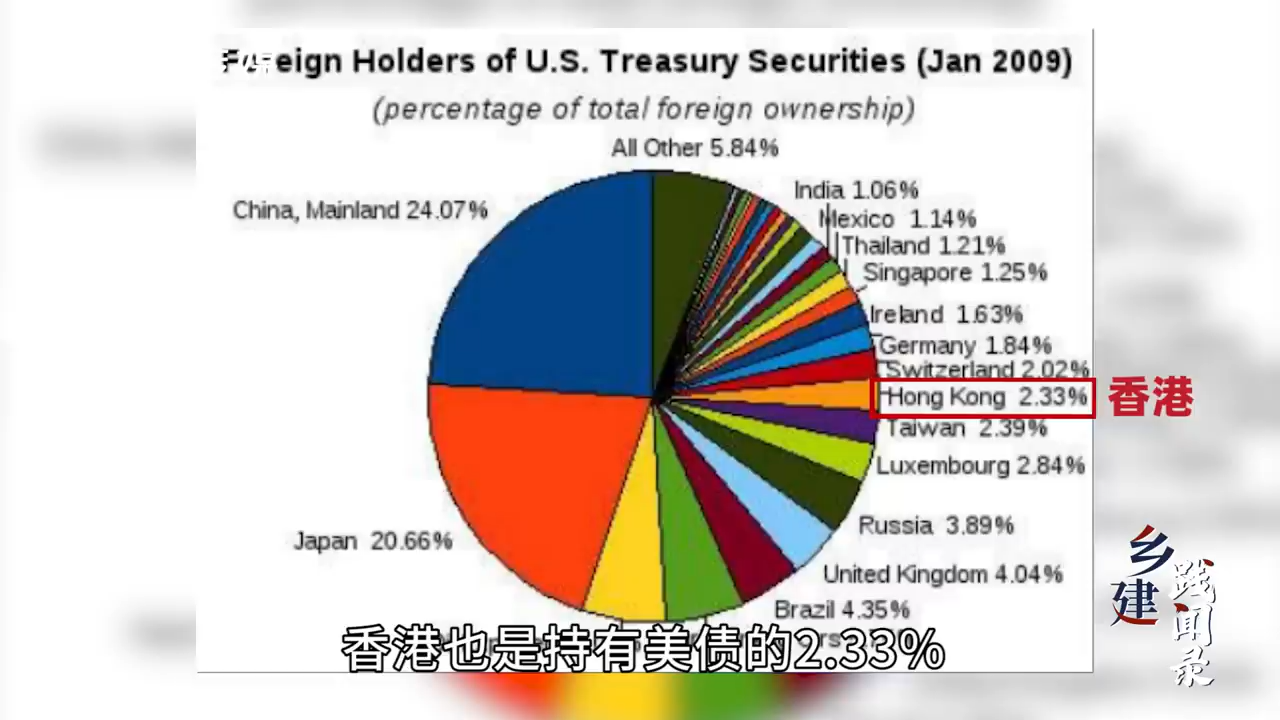 Foreign Holders of U.S. Treasury Securities (Jan 2009)
(percentage of total foreign ownership)
All Other 5.84%
India 1.06%
China, Mainland 24.07%
Mexico 1.14%
Thailand 1.21%
Singapore 1.25%
Ireland 1.63%
Germany 1.84%
Switzerland 2.02%
Hong Kong 2.33%
香港
Taiwan 2.39%
Luxembourg 2.84%
Russia 3.89%
Japan 20.66%
United Kingdom 4.04%
Brazil 4.35%
香港也是持有美债的2.33%
乡建
践闻录